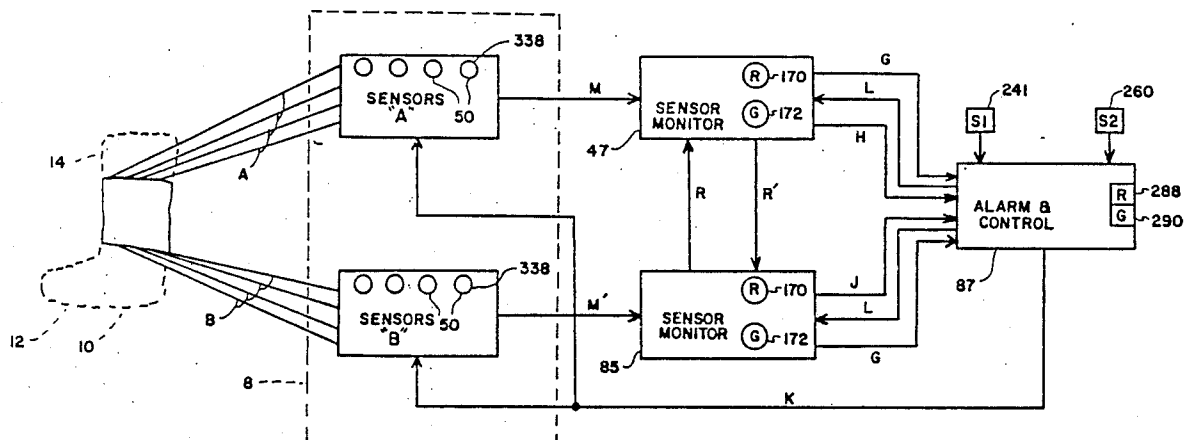 338
SENSORS
"A"
50
14
A
M
R
170
SENSOR
MONITOR
G
172
47
G
L
H
241
S1
260
S2
ALARM &
CONTROL
R
288
G
290
87
R
R'
12
10
B
338
SENSORS
"B"
50
8
M'
R
170
SENSOR
MONITOR
G
172
85
J
L
G
K